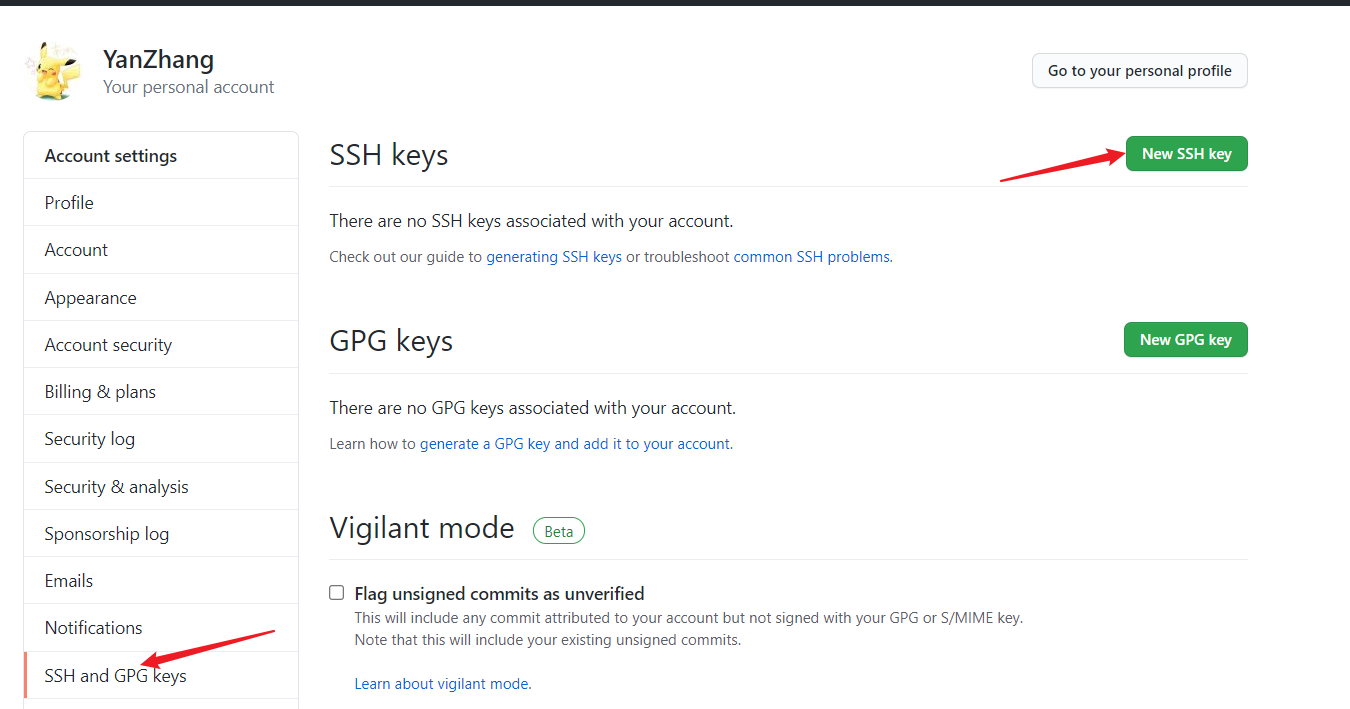 YanZhang
Your personal account
Go to your personal profile
Account settings
Profile
Account
Appearance
Account security
Billing & plans
Security log
Security & analysis
Sponsorship log
Emails
Notifications
SSH and GPG keys
SSH keys
New SSH key
There are no SSH keys associated with your account.
Check out our guide to generating SSH keys or troubleshoot common SSH problems.
GPG keys
New GPG key
There are no GPG keys associated with your account.
Learn how to generate a GPG key and add it to your account.
Vigilant mode Beta
Flag unsigned commits as unverified
This will include any commit attributed to your account but not signed with your GPG or S/MIME key.
Note that this will include your existing unsigned commits.
Learn about vigilant mode.